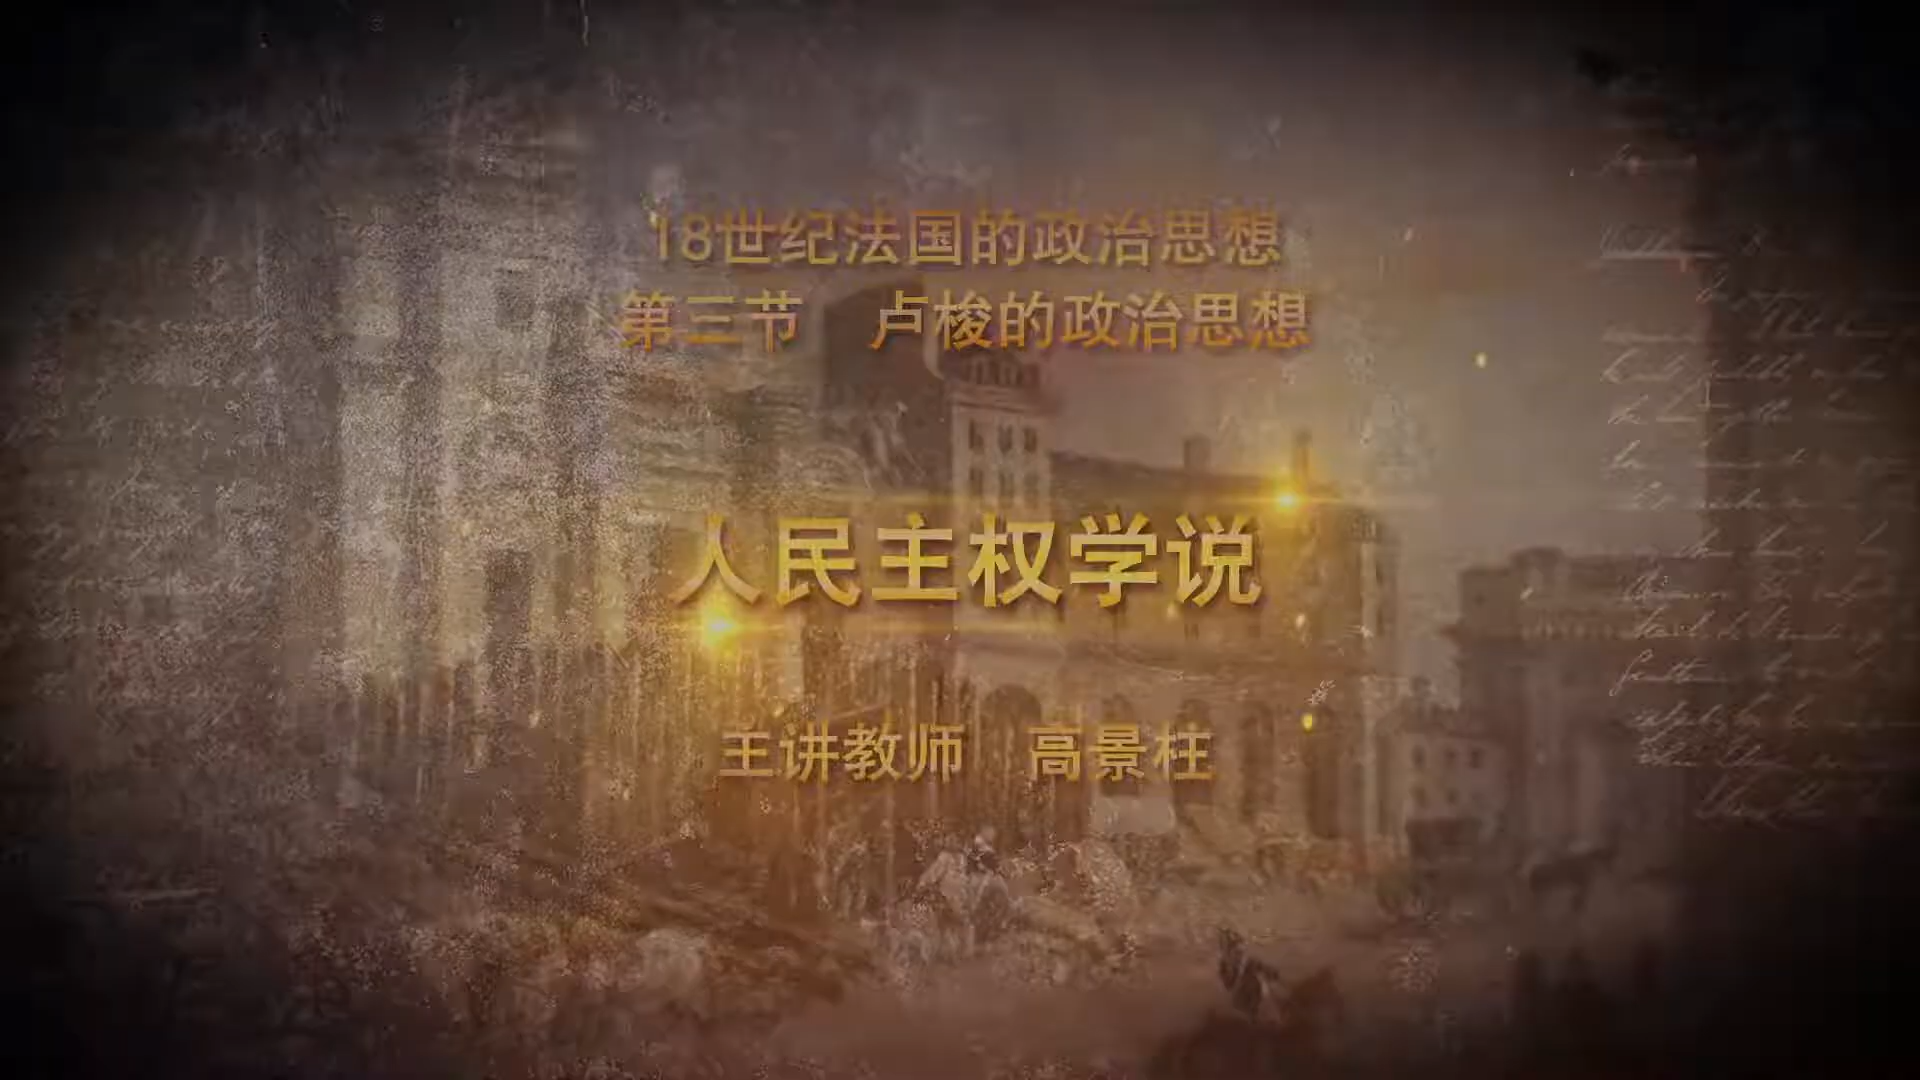 18世纪法国的政治思想
第三节 卢梭的政治思想
人民主权学说
主讲教师 高景柱